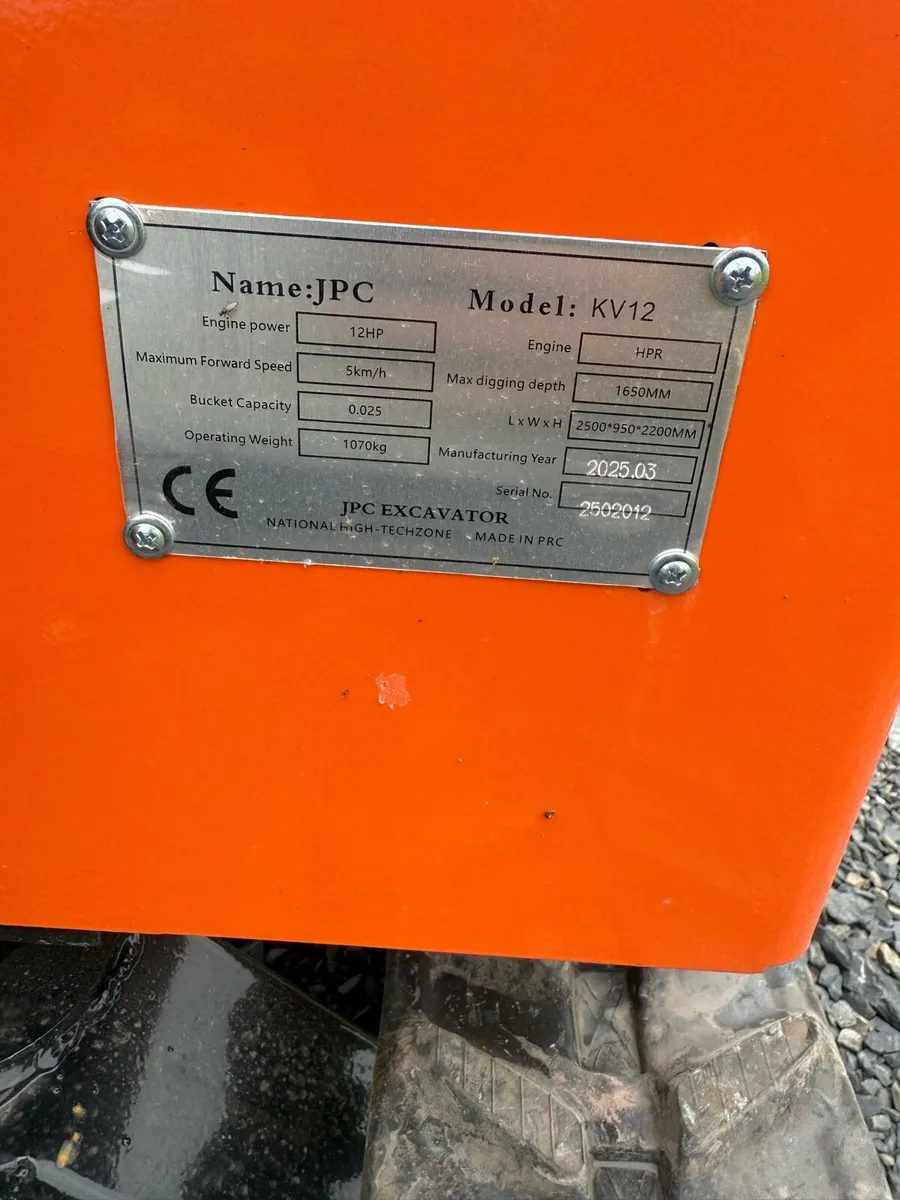 Name:JPC
Model: KV12
Engine power 12HP
Engine HPR
Maximum Forward Speed 5km/h
Max digging depth 1650MM
Bucket Capacity 0.025
L x W x H 2500*950*2200MM
Operating Weight 1070kg
Manufacturing Year 2025.03
Serial No. 2502012
CE
JPC EXCAVATOR
NATIONAL HIGH-TECHZONE MADE IN PRC